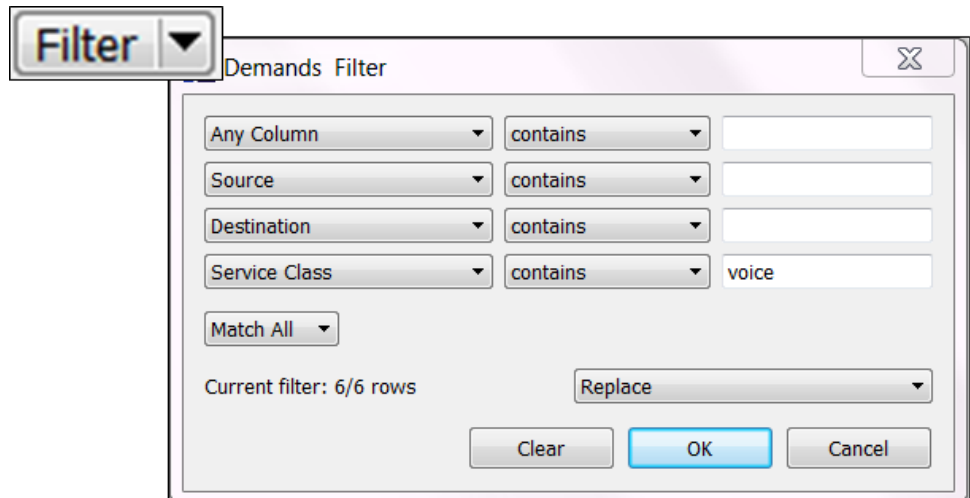 Filter
Demands Filter
Any Column contains
Source contains
Destination contains
Service Class contains voice
Match All
Current filter: 6/6 rows Replace
Clear OK Cancel